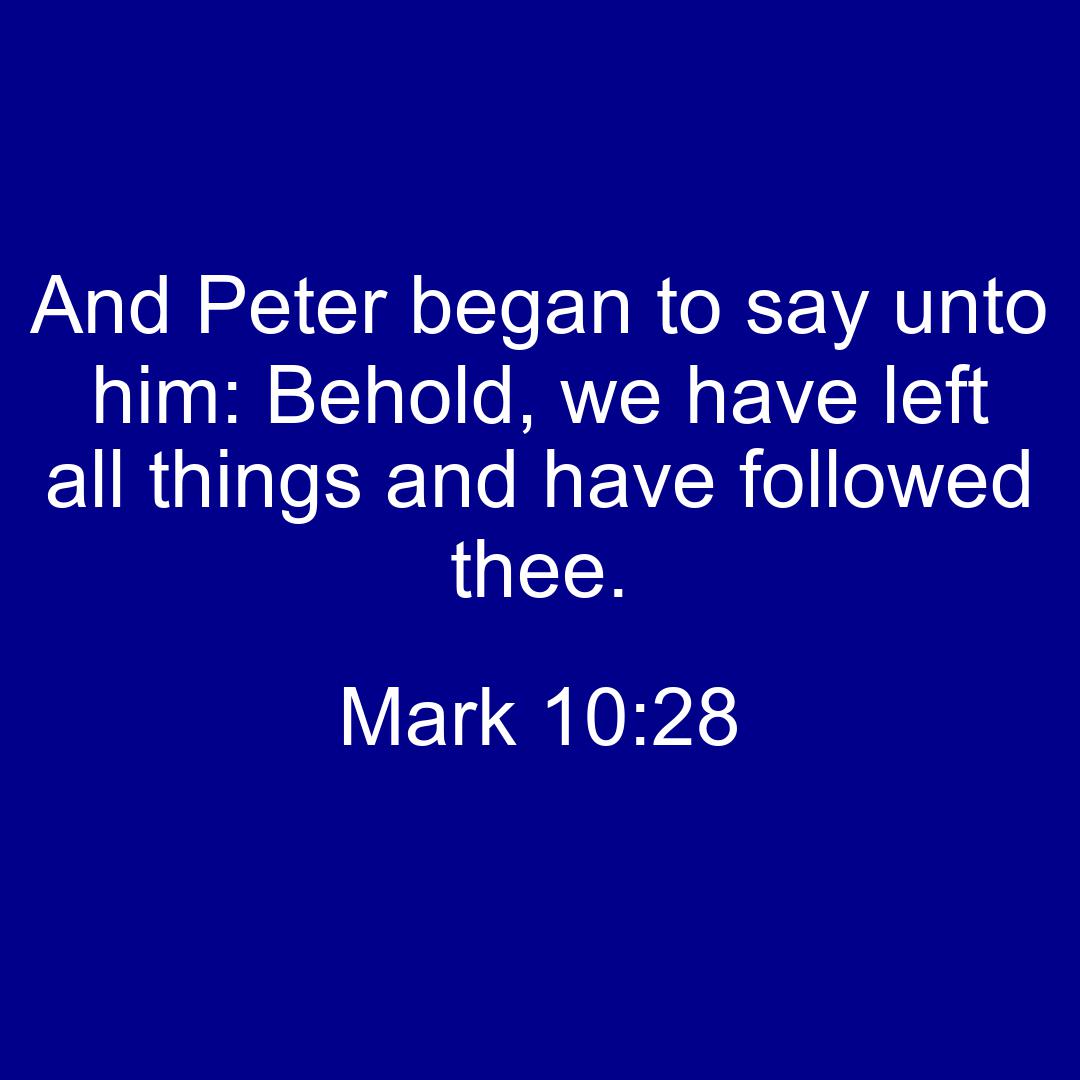 And Peter began to say unto
him: Behold, we have left
all things and have followed
thee.
Mark 10:28